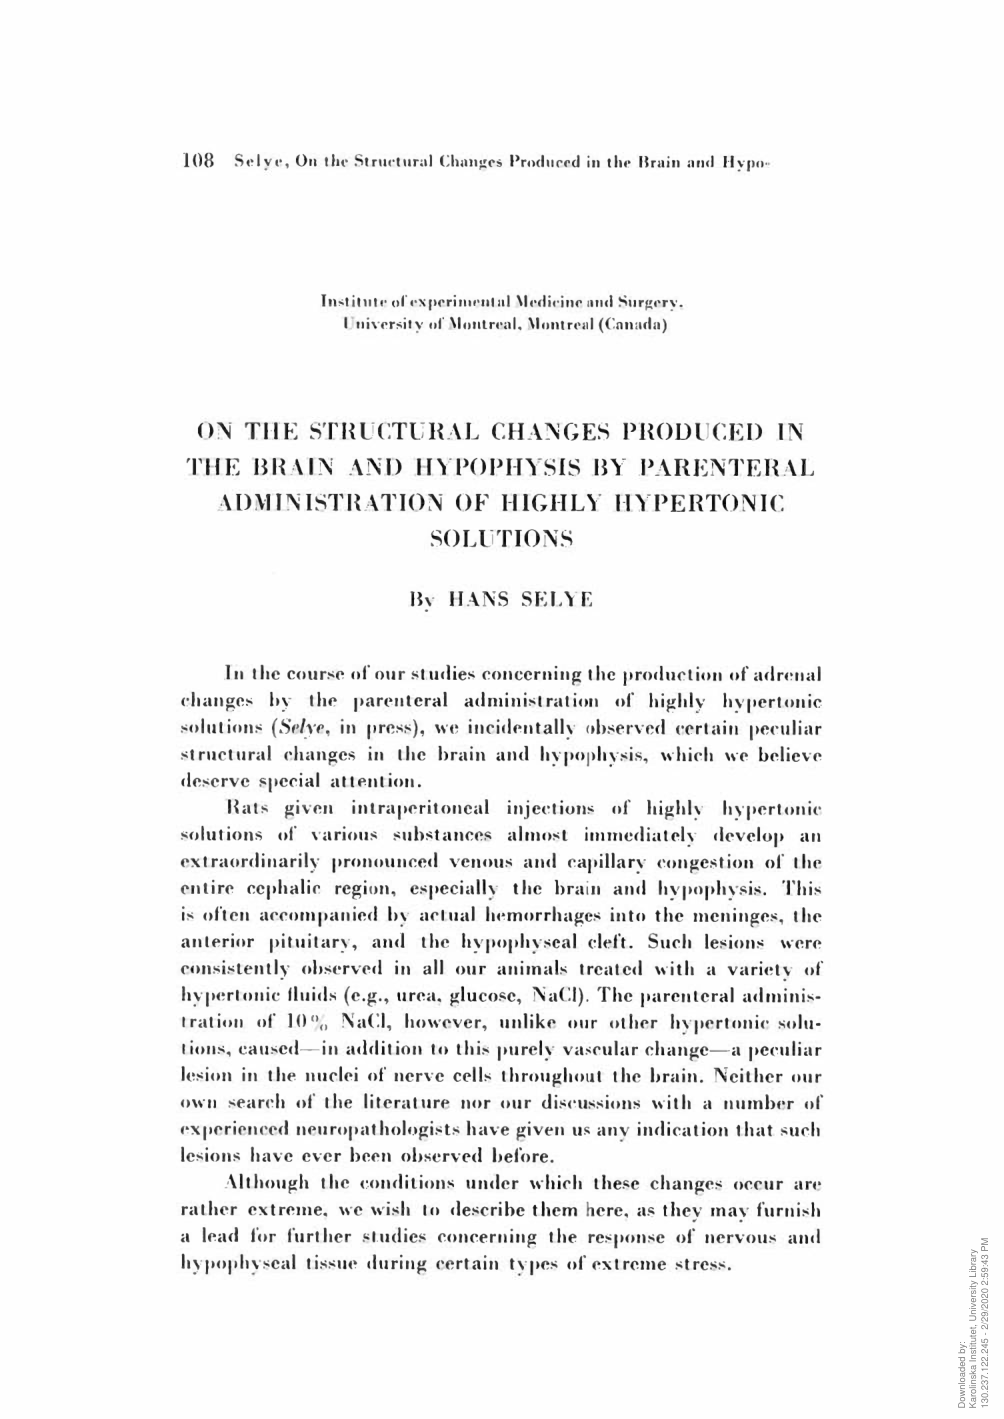 108 Selye, On the Structural Changes Produced in the Brain and Hypo-
Institute of experimental Medicine and Surgery,
University of Montreal, Montreal (Canada)
ON THE STRUCTURAL CHANGES PRODUCED IN
THE BRAIN AND HYPOPHYSIS BY PARENTERAL
ADMINISTRATION OF HIGHLY HYPERTONIC
SOLUTIONS
By HANS SELYE
In the course of our studies concerning the production of adrenal
changes by the parenteral administration of highly hypertonic
solutions (Selye, in press), we incidentally observed certain peculiar
structural changes in the brain and hypophysis, which we believe
deserve special attention.
Rats given intraperitoneal injections of highly hypertonic
solutions of various substances almost immediately develop an
extraordinarily pronounced venous and capillary congestion of the
entire cephalic region, especially the brain and hypophysis. This
is often accompanied by actual hemorrhages into the meninges, the
anterior pituitary, and the hypophyseal cleft. Such lesions were
consistently observed in all our animals treated with a variety of
hypertonic fluids (e.g., urea, glucose, NaCl). The parenteral adminis-
tration of 10% NaCl, however, unlike our other hypertonic solu-
tions, caused—in addition to this purely vascular change—a peculiar
lesion in the nuclei of nerve cells throughout the brain. Neither our
own search of the literature nor our discussions with a number of
experienced neuropathologists have given us any indication that such
lesions have ever been observed before.
Although the conditions under which these changes occur are
rather extreme, we wish to describe them here, as they may furnish
a lead for further studies concerning the response of nervous and
hypophyseal tissue during certain types of extreme stress.
Downloaded by:
Karolinska Institutet, University Library
130.237.122.245 - 2/29/2020 2:59:43 PM